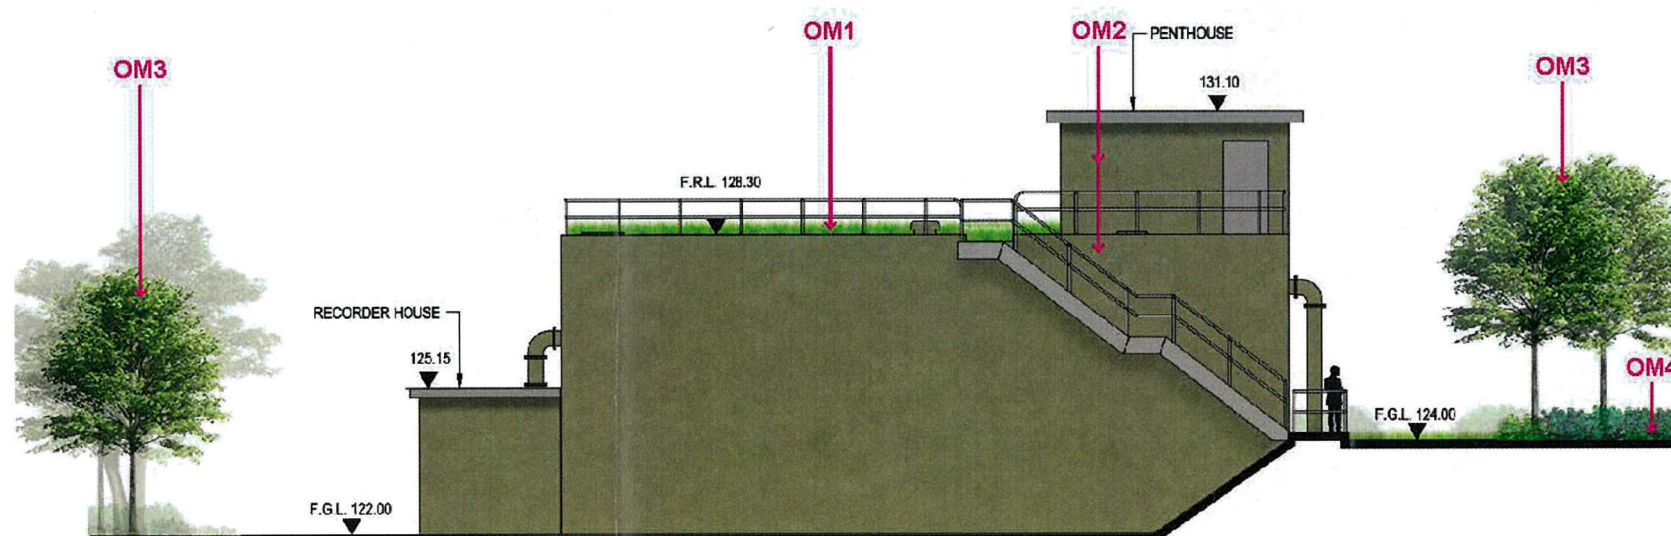 OM1
OM2
PENTHOUSE
OM3
OM3
131.10
F.R.L. 128.30
RECORDER HOUSE
125.15
OM4
F.G.L. 124.00
F.G.L. 122.00